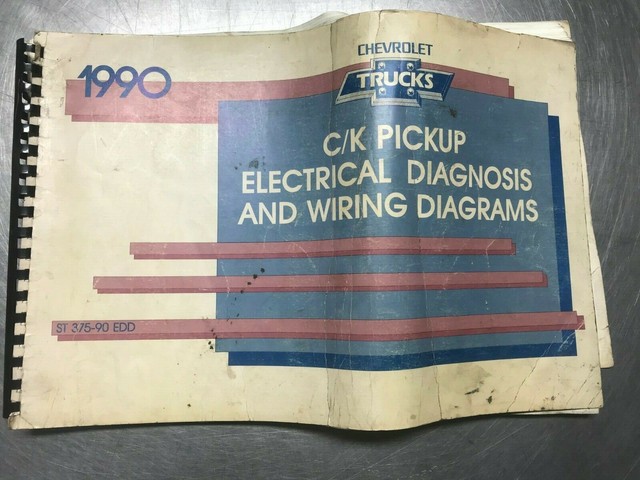 1990
CHEVROLET
TRUCKS
C/K PICKUP
ELECTRICAL DIAGNOSIS
AND WIRING DIAGRAMS
ST 375-90 EDD